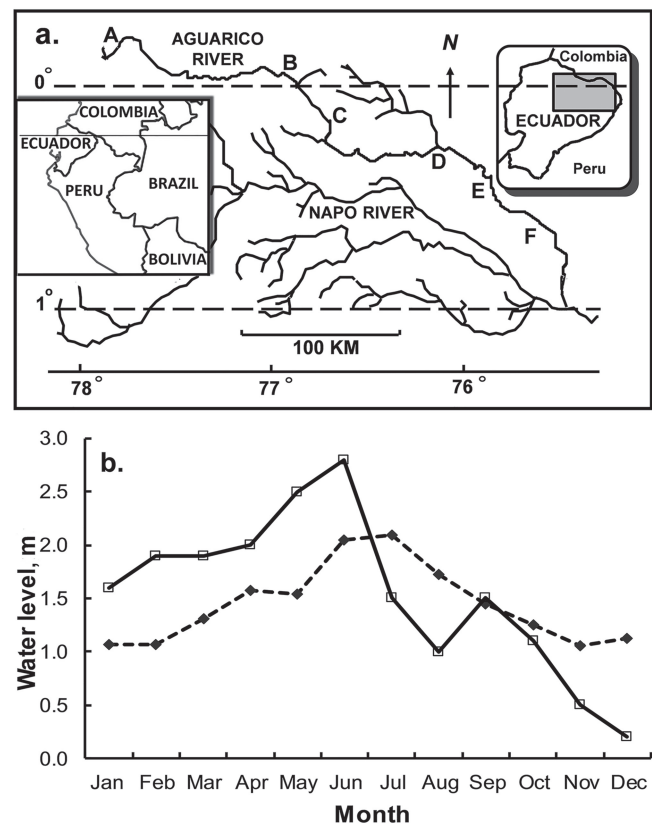 a.
A
AGUARICO
RIVER
B
N
Colombia
0°
C
ECUADOR
Peru
COLOMBIA
ECUADOR
PERU
BRAZIL
BOLIVIA
D
E
NAPO RIVER
F
1°
100 KM
78°
77°
76°
b.
3.0
2.5
2.0
1.5
1.0
0.5
0.0
Water level, m
Jan Feb Mar Apr May Jun Jul Aug Sep Oct Nov Dec
Month